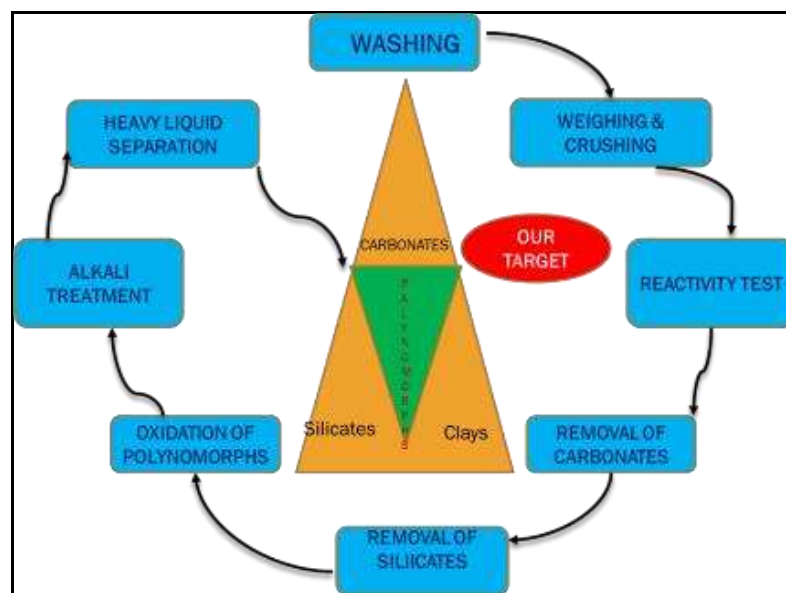 WASHING
WEIGHING &
CRUSHING
REACTIVITY TEST
REMOVAL OF
CARBONATES
REMOVAL OF
SILIICATES
OXIDATION OF
POLYNOMORPHS
ALKALI
TREATMENT
HEAVY LIQUID
SEPARATION
CARBONATES
OUR
TARGET
PALYNOMORPHS
Silicates
Clays